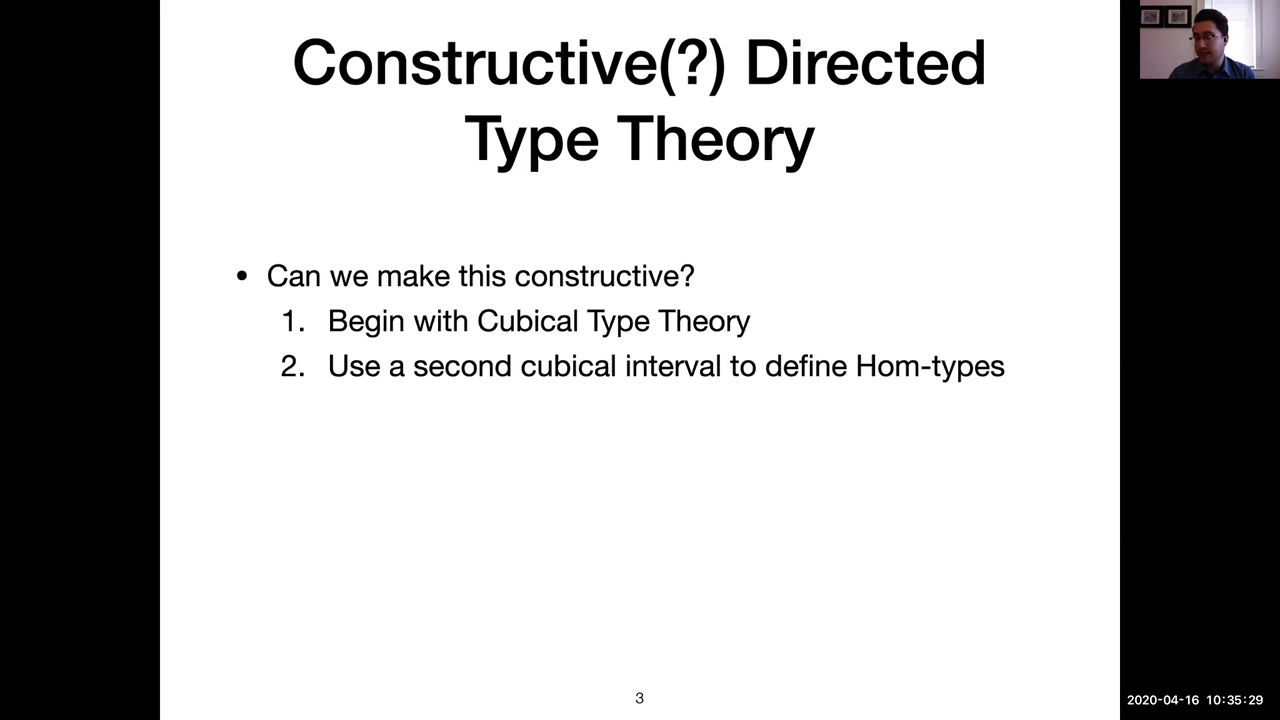 Constructive(?) Directed
Type Theory
• Can we make this constructive?
1. Begin with Cubical Type Theory
2. Use a second cubical interval to define Hom-types
3
2020-04-16 10:35:29